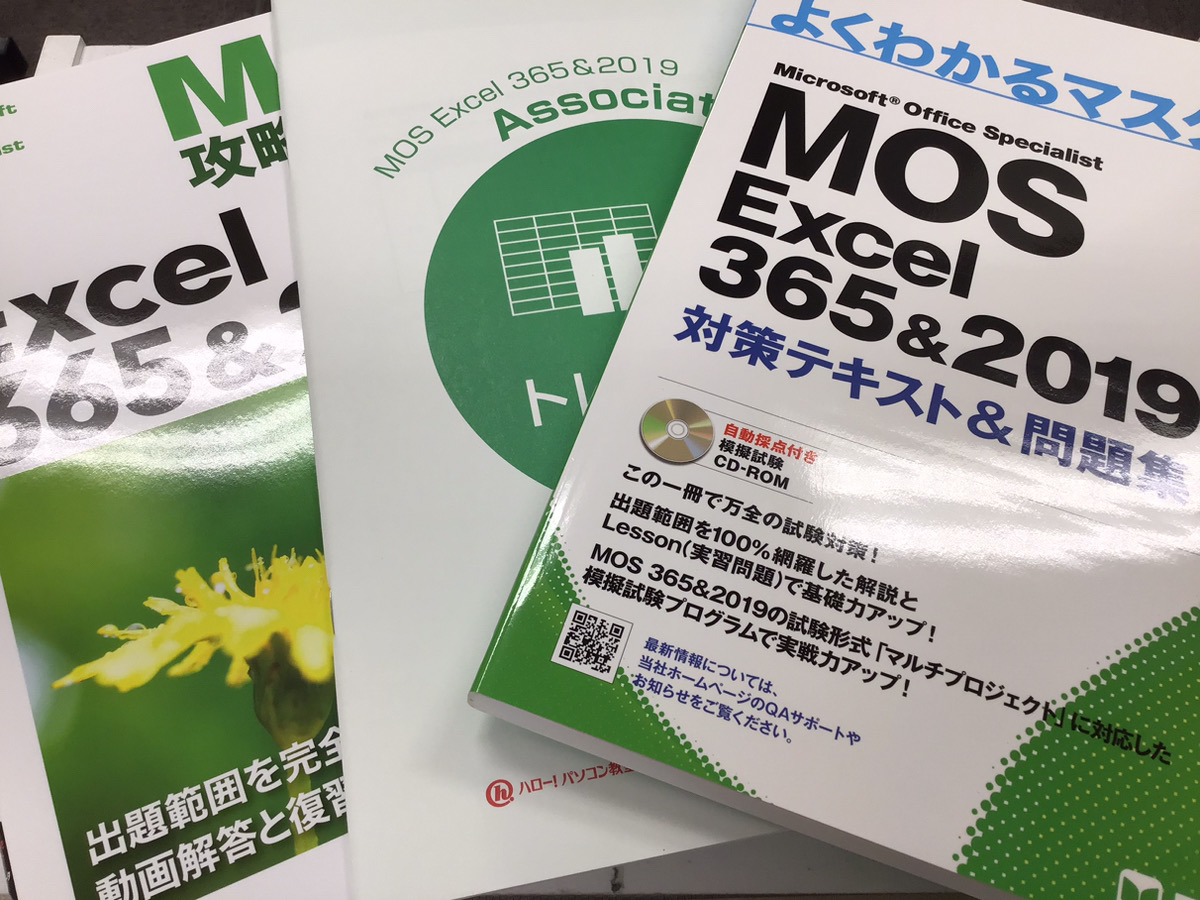 M
攻略
Excel
365&2
出題範囲を完全
動画解答と復習
MOS Excel 365&2019
Associat
ハロー!パソコン教室
よくわかるマスタ
Microsoft® Office Specialist
MOS
Excel
365&2019
対策テキスト&問題集
自動採点付き
模擬試験
CD-ROM
この一冊で万全の試験対策!
出題範囲を100%網羅した解説と
Lesson(実習問題)で基礎力アップ!
MOS 365&2019の試験形式「マルチプロジェクト」に対応した
模擬試験プログラムで実戦力アップ!
最新情報については、
当社ホームページのQAサポートや
お知らせをご覧ください。